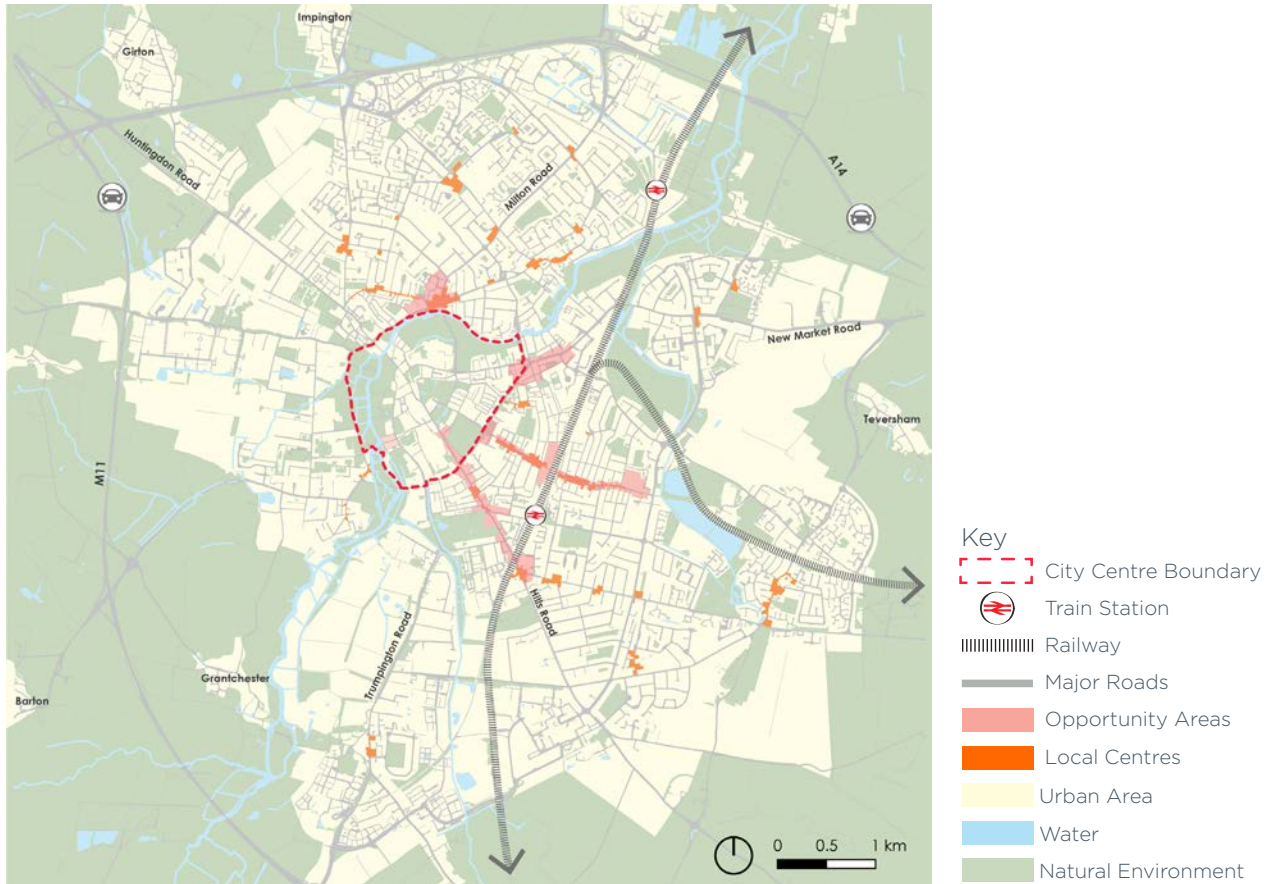 Impington
Girton
Huntingdon Road
Milton Road
A14
New Market Road
Teversham
M11
Hills Road
Trumpington Road
Grantchester
Barton
0 0.5 1 km
Key
City Centre Boundary
Train Station
Railway
Major Roads
Opportunity Areas
Local Centres
Urban Area
Water
Natural Environment